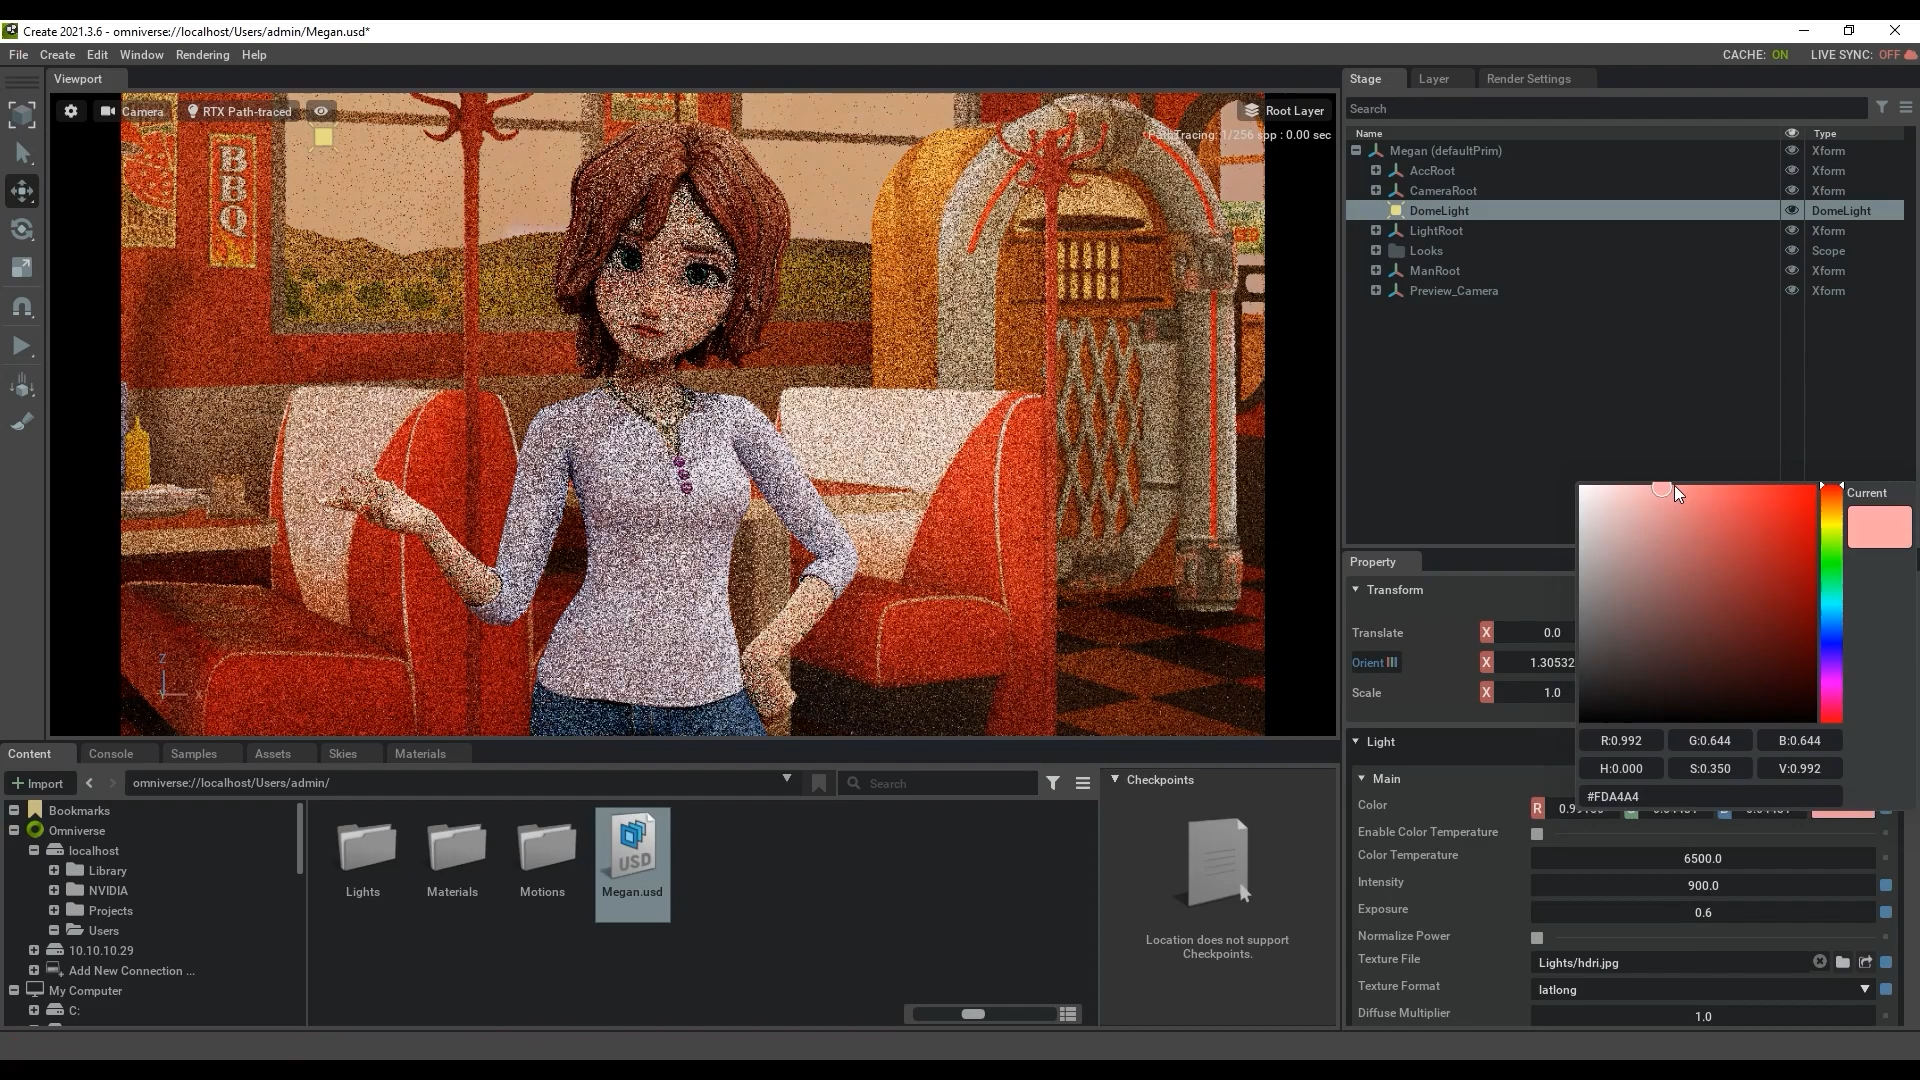 Create 2021.3.6 - omniverse://localhost/Users/admin/Megan.usd*
File Edit Create Window Rendering Help
CACHE: ON LIVE SYNC: OFF
Viewport
Camera RTX Path-traced
Root Layer
PathTracing: 1/256 spp : 0.00 sec
BBQ
Z
X
Stage Layer Render Settings
Search
Name Type
Megan (defaultPrim) Xform
AccRoot Xform
CameraRoot Xform
DomeLight DomeLight
LightRoot Xform
Looks Scope
ManRoot Xform
Preview_Camera Xform
Current
Property
Transform
Translate X 0.0
Orient X 1.30532
Scale X 1.0
R:0.992 G:0.644 B:0.644
H:0.000 S:0.350 V:0.992
#FDA4A4
Light
Main
Color R
Enable Color Temperature
Color Temperature 6500.0
Intensity 900.0
Exposure 0.6
Normalize Power
Texture File Lights/hdri.jpg
Texture Format latlong
Diffuse Multiplier 1.0
Content Console Samples Assets Skies Materials
+ Import omniverse://localhost/Users/admin/ Search
Bookmarks
Omniverse
localhost
Library
NVIDIA
Projects
Users
10.10.10.29
Add New Connection ...
My Computer
C:
Lights Materials Motions USD Megan.usd
Checkpoints
Location does not support
Checkpoints.